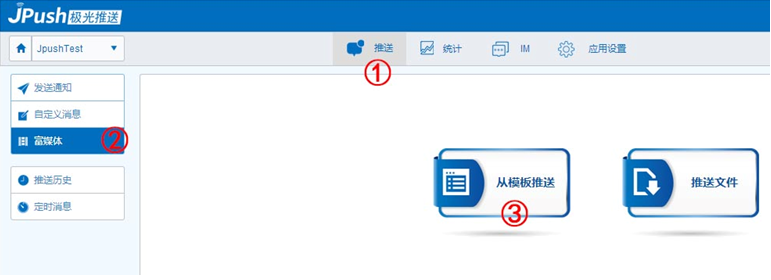 JPush极光推送
JpushTest
推送
统计
IM
应用设置
①
发送通知
自定义消息
富媒体
②
推送历史
定时消息
从模板推送
推送文件
③